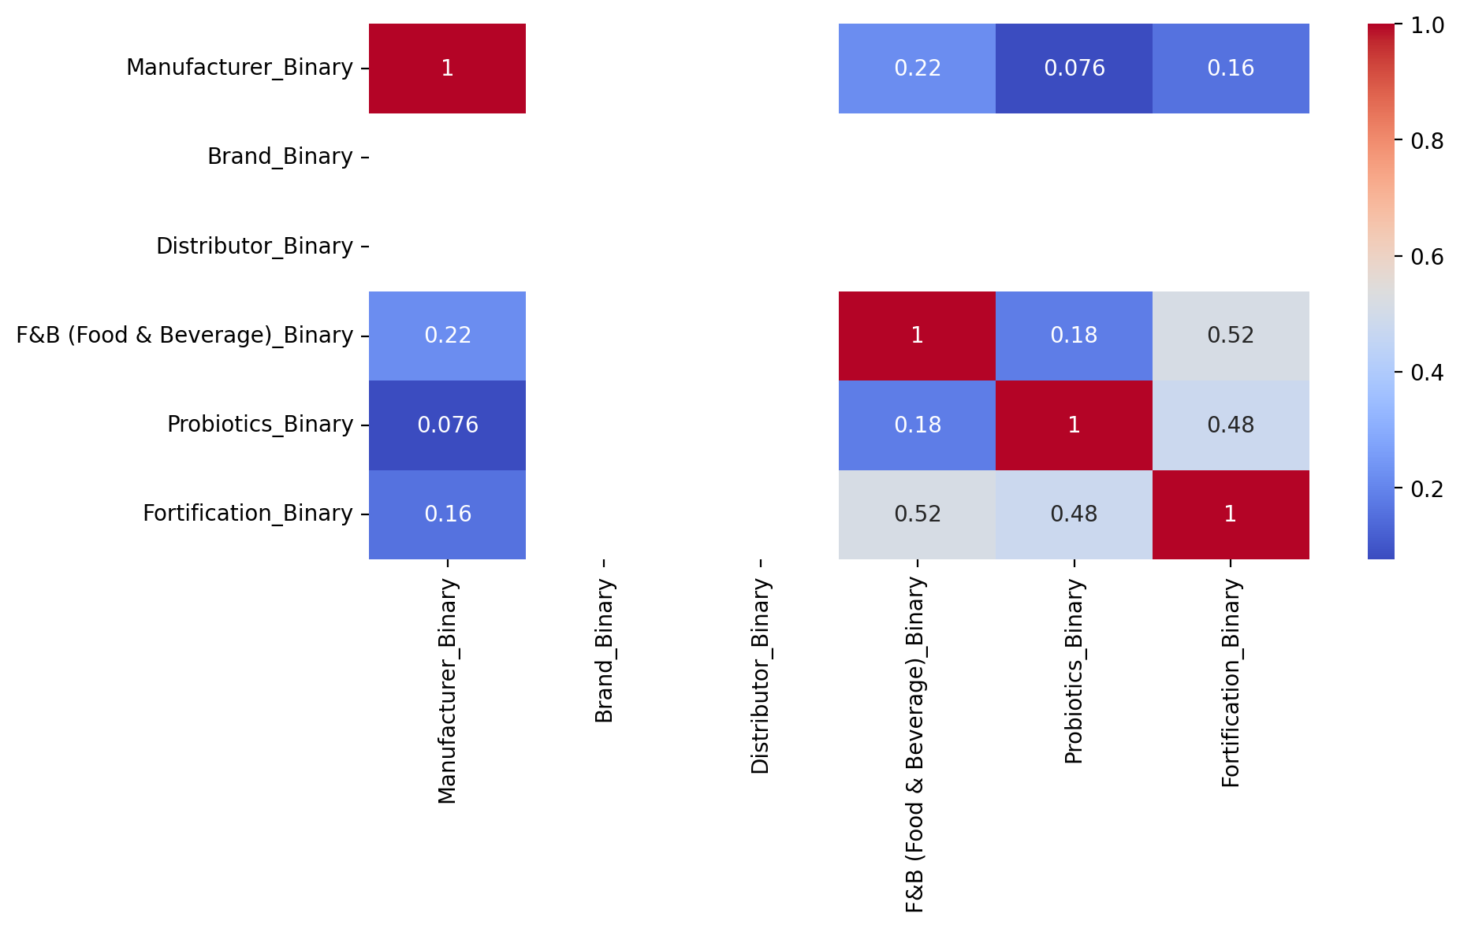 Manufacturer_Binary 1 0.22 0.076 0.16
Brand_Binary
Distributor_Binary
F&B (Food & Beverage)_Binary 0.22 1 0.18 0.52
Probiotics_Binary 0.076 0.18 1 0.48
Fortification_Binary 0.16 0.52 0.48 1
Manufacturer_Binary
Brand_Binary
Distributor_Binary
F&B (Food & Beverage)_Binary
Probiotics_Binary
Fortification_Binary
1.0
0.8
0.6
0.4
0.2